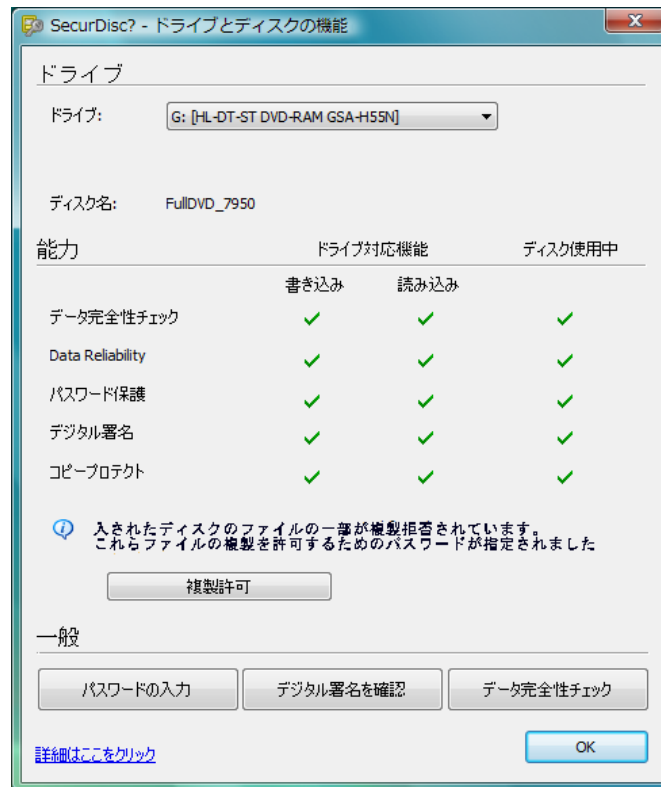 SecurDisc? - ドライブとディスクの機能
ドライブ
ドライブ: G: [HL-DT-ST DVD-RAM GSA-H55N]
ディスク名: FullDVD_7950
能力 ドライブ対応機能 ディスク使用中
書き込み 読み込み
データ完全性チェック
Data Reliability
パスワード保護
デジタル署名
コピープロテクト
入されたディスクのファイルの一部が複製拒否されています。
これらファイルの複製を許可するためのパスワードが指定されました
複製許可
一般
パスワードの入力 デジタル署名を確認 データ完全性チェック
詳細はここをクリック OK